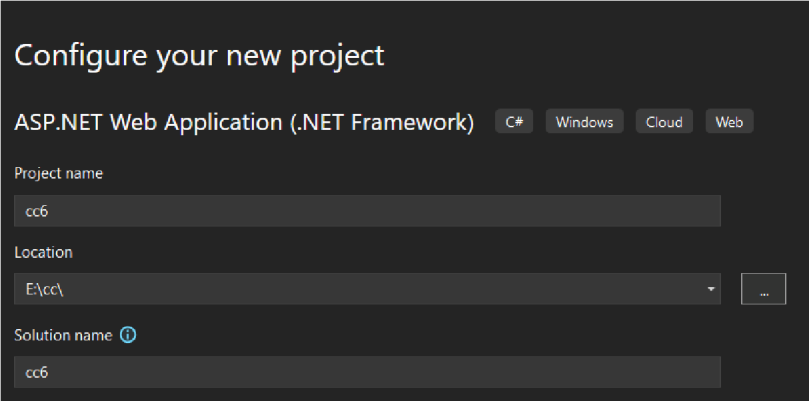 Configure your new project
ASP.NET Web Application (.NET Framework) C# Windows Cloud Web
Project name
cc6
Location
E:\cc\
...
Solution name
cc6